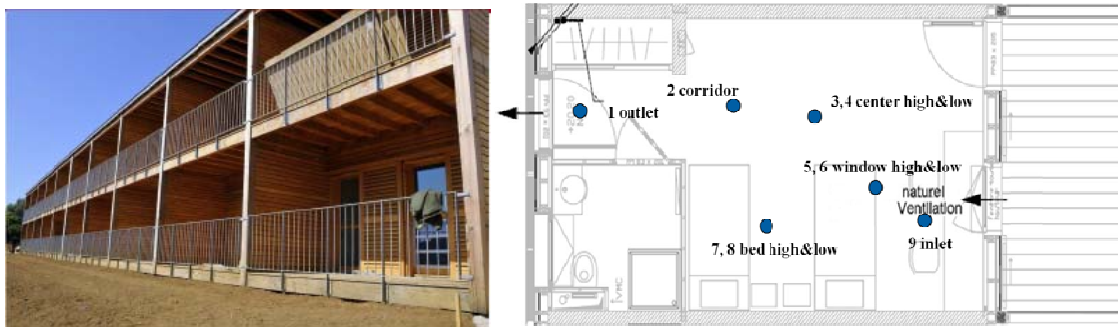 2 corridor
3, 4 center high&low
1 outlet
5, 6 window high&low
naturel
Ventilation
9 inlet
7, 8 bed high&low
VMC